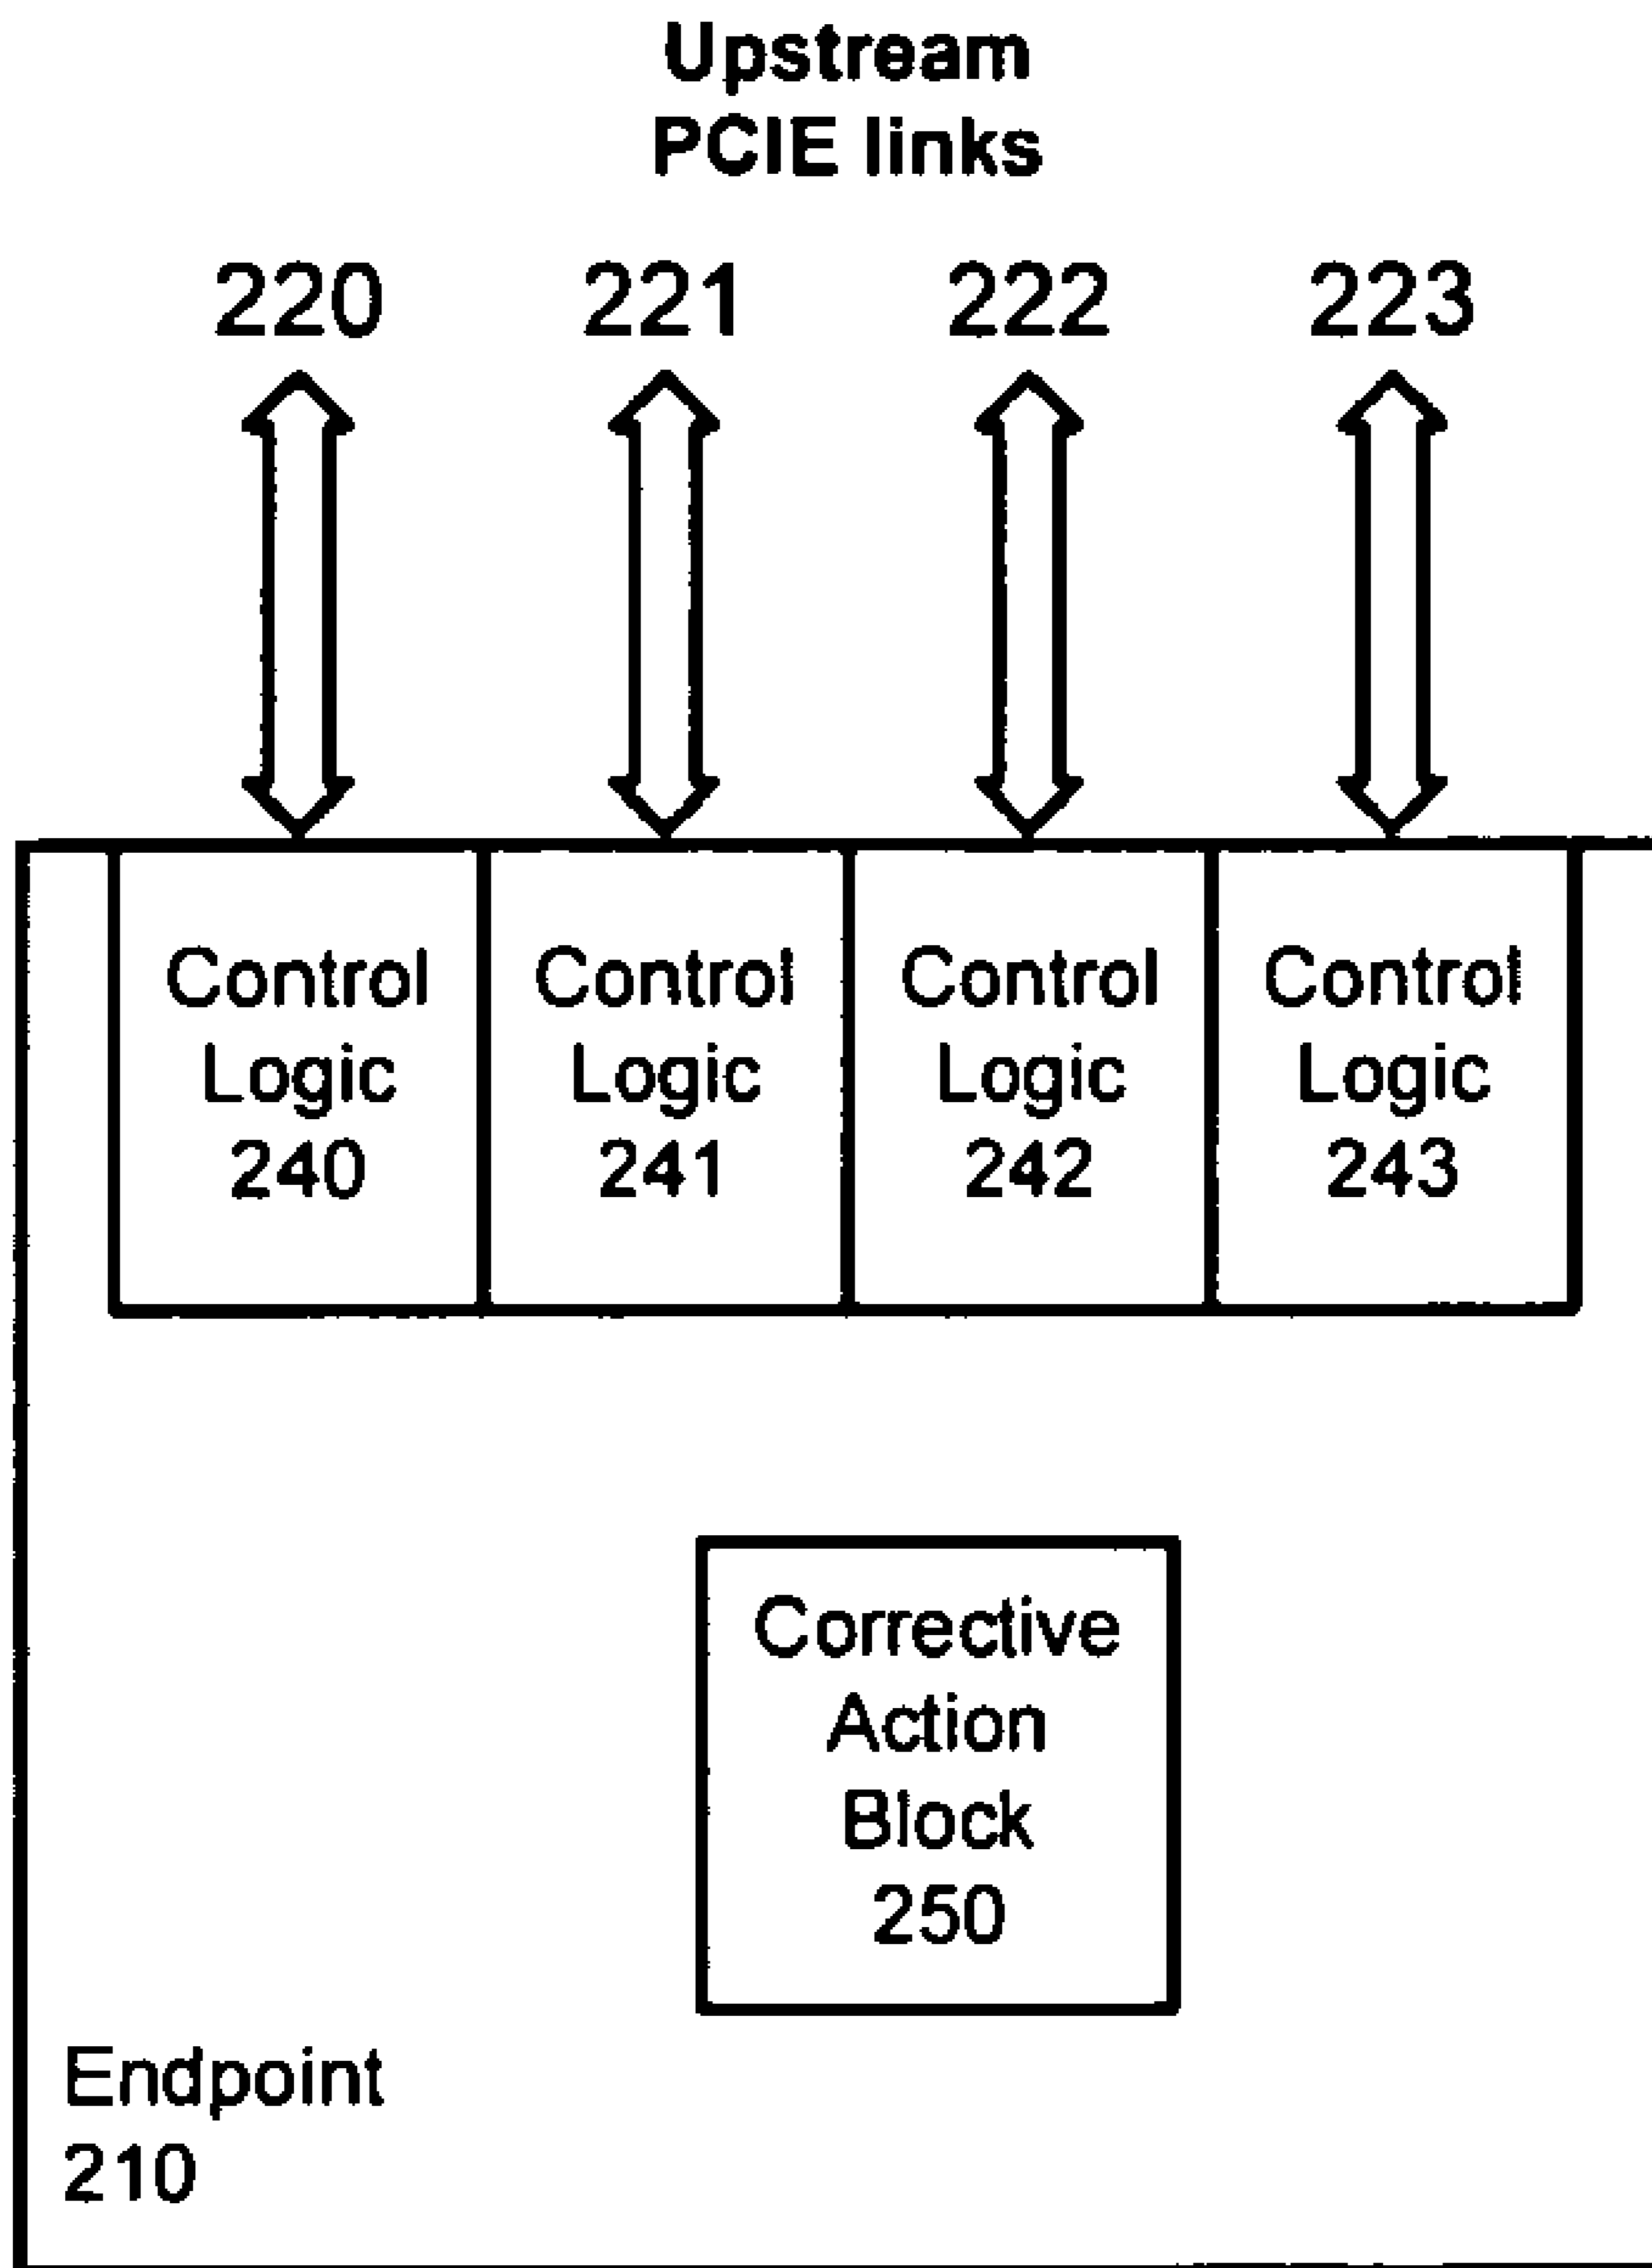 Upstream
PCIE links
220 221 222 223
Control Control Control Control
Logic Logic Logic Logic
240 241 242 243
Corrective
Action
Block
250
Endpoint
210